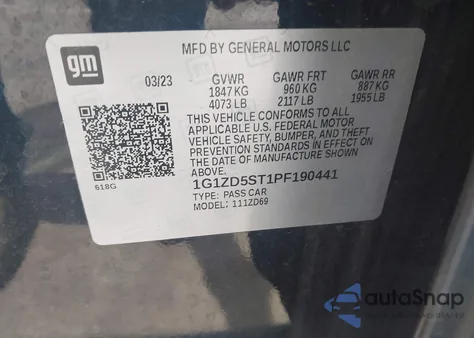 gm
MFD BY GENERAL MOTORS LLC
03/23 GVWR GAWR FRT GAWR RR
1847 KG 960 KG 887 KG
4073 LB 2117 LB 1955 LB
THIS VEHICLE CONFORMS TO ALL
APPLICABLE U.S. FEDERAL MOTOR
VEHICLE SAFETY, BUMPER, AND THEFT
PREVENTION STANDARDS IN EFFECT ON
THE DATE OF MANUFACTURE SHOWN
ABOVE.
618G
1G1ZD5ST1PF190441
TYPE: PASS CAR
MODEL: 111ZD69
autoSnap